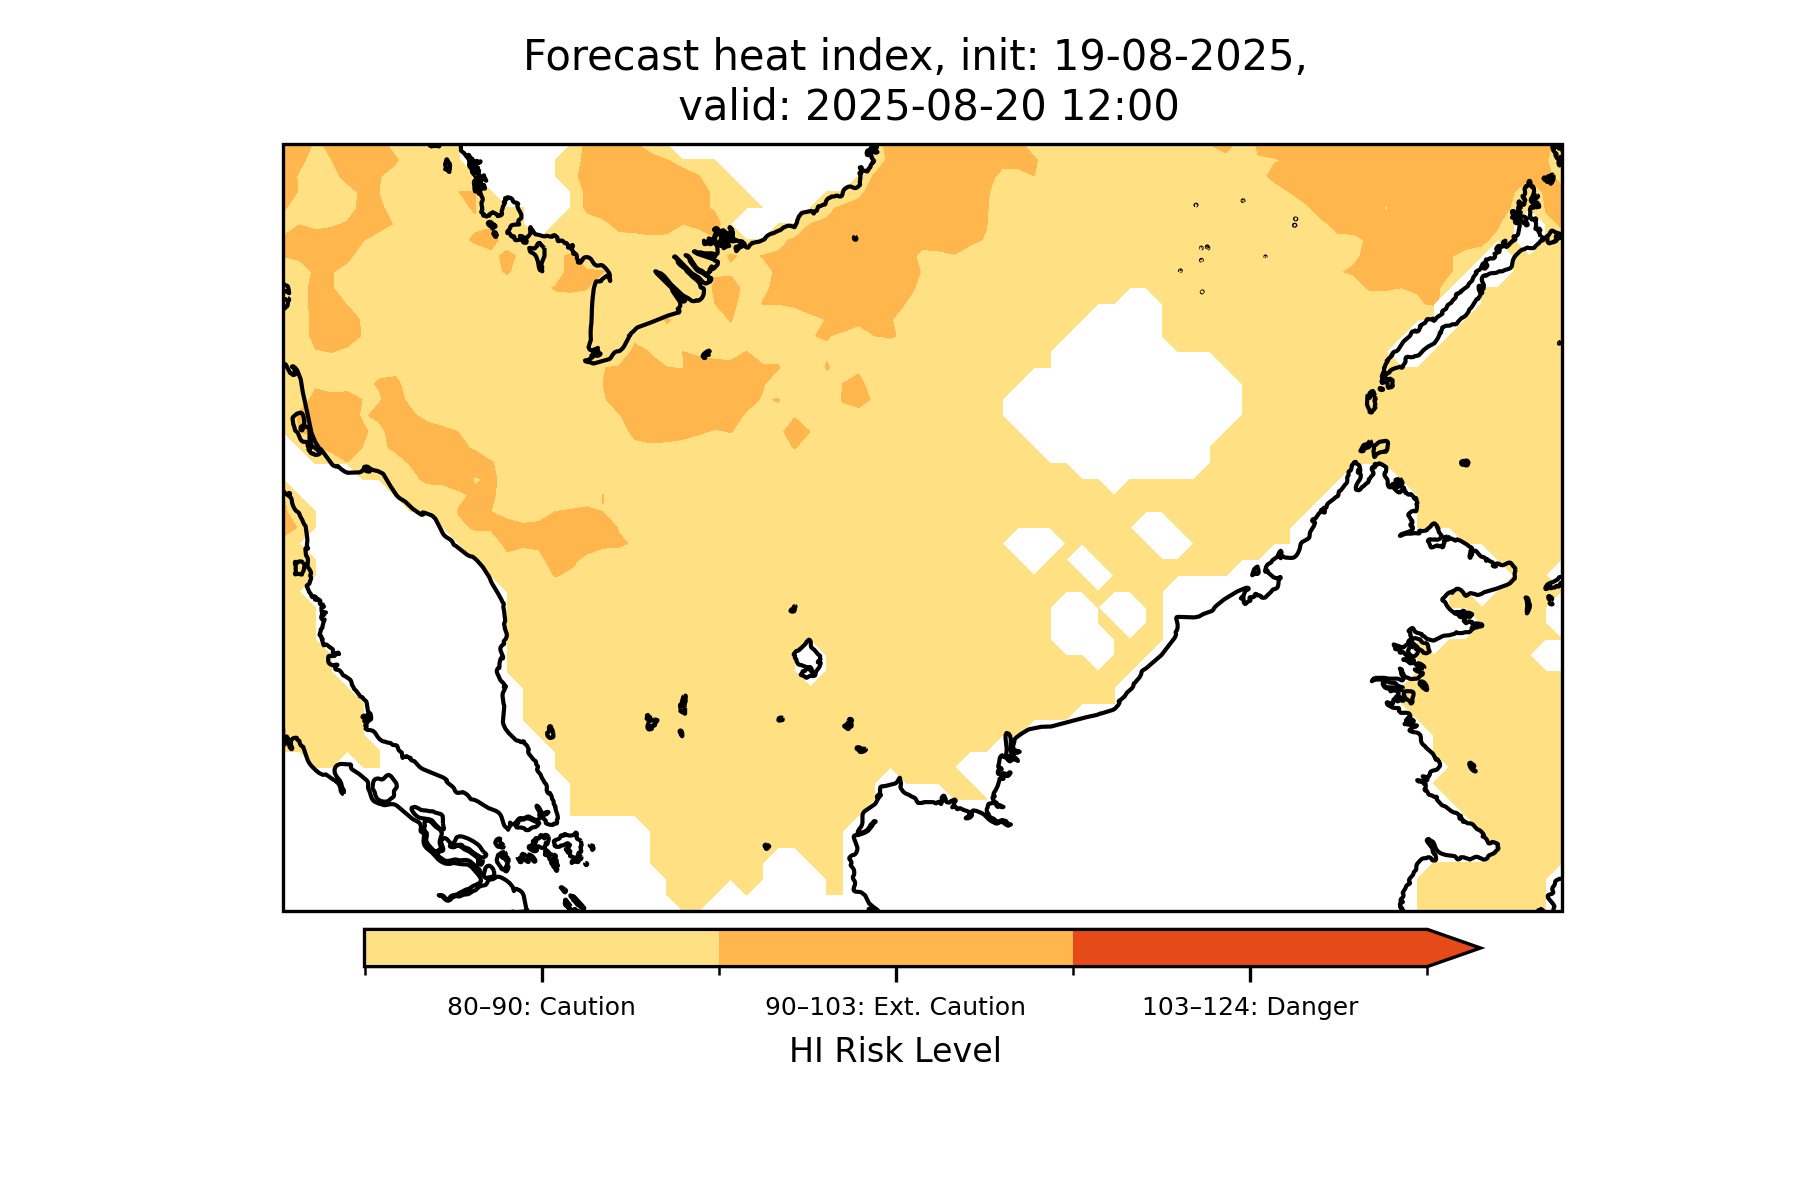 Forecast heat index, init: 19-08-2025,
valid: 2025-08-20 12:00
80–90: Caution
90–103: Ext. Caution
103–124: Danger
HI Risk Level